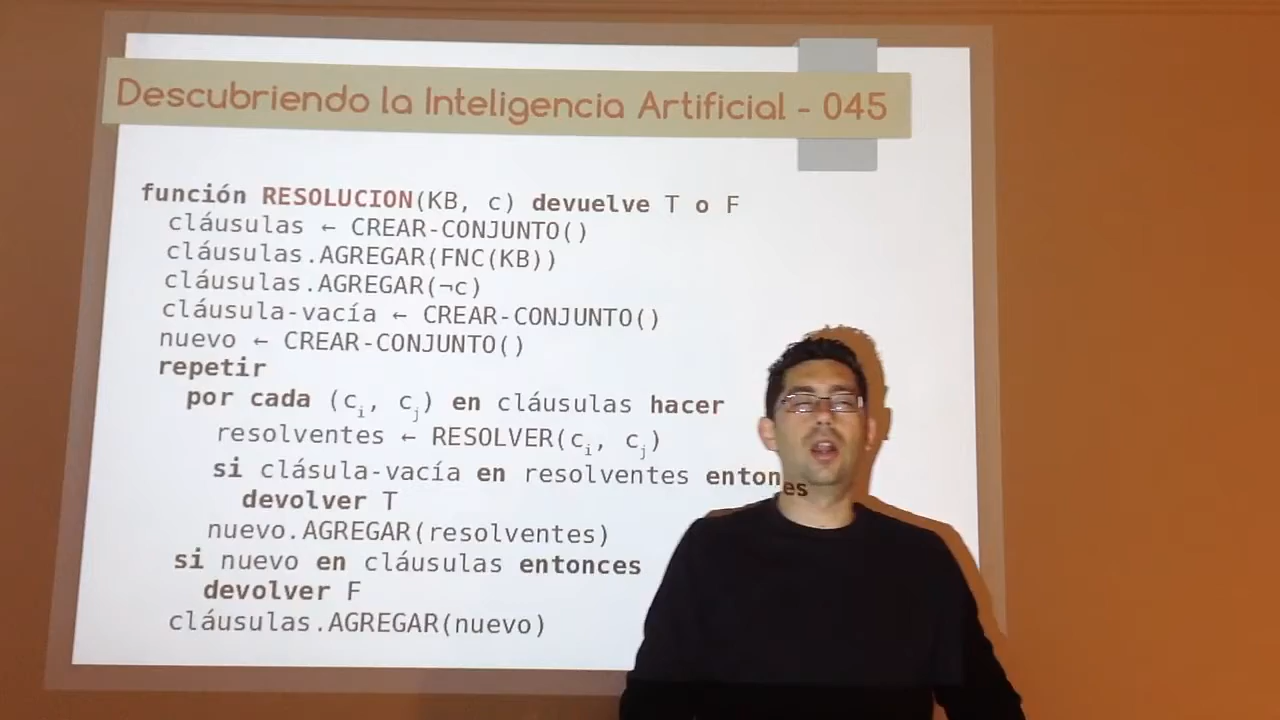 Descubriendo la Inteligencia Artificial - 045
función RESOLUCION(KB, c) devuelve T o F
cláusulas ← CREAR-CONJUNTO()
cláusulas.AGREGAR(FNC(KB))
cláusulas.AGREGAR(¬c)
cláusula-vacía ← CREAR-CONJUNTO()
nuevo ← CREAR-CONJUNTO()
repetir
por cada (ci, cj) en cláusulas hacer
resolventes ← RESOLVER(ci, cj)
si clásula-vacía en resolventes entonces
devolver T
nuevo.AGREGAR(resolventes)
si nuevo en cláusulas entonces
devolver F
cláusulas.AGREGAR(nuevo)